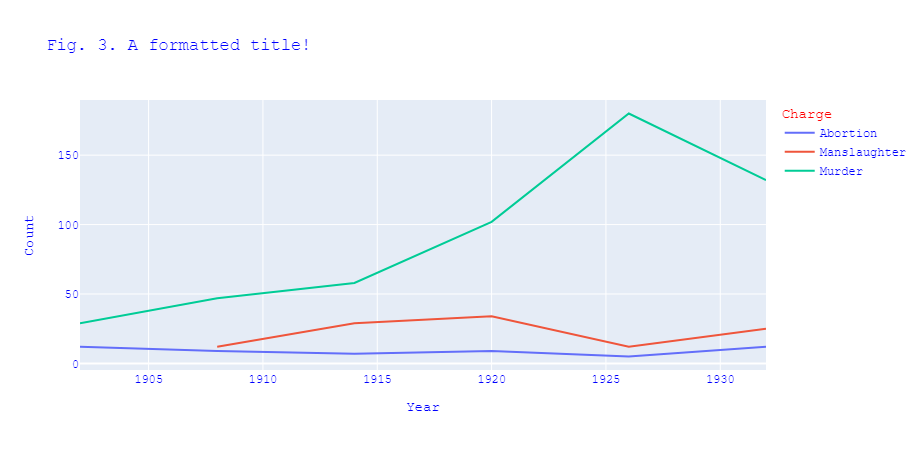 Fig. 3. A formatted title!
Charge
Abortion
Manslaughter
Murder
150
100
50
0
Count
1905 1910 1915 1920 1925 1930
Year